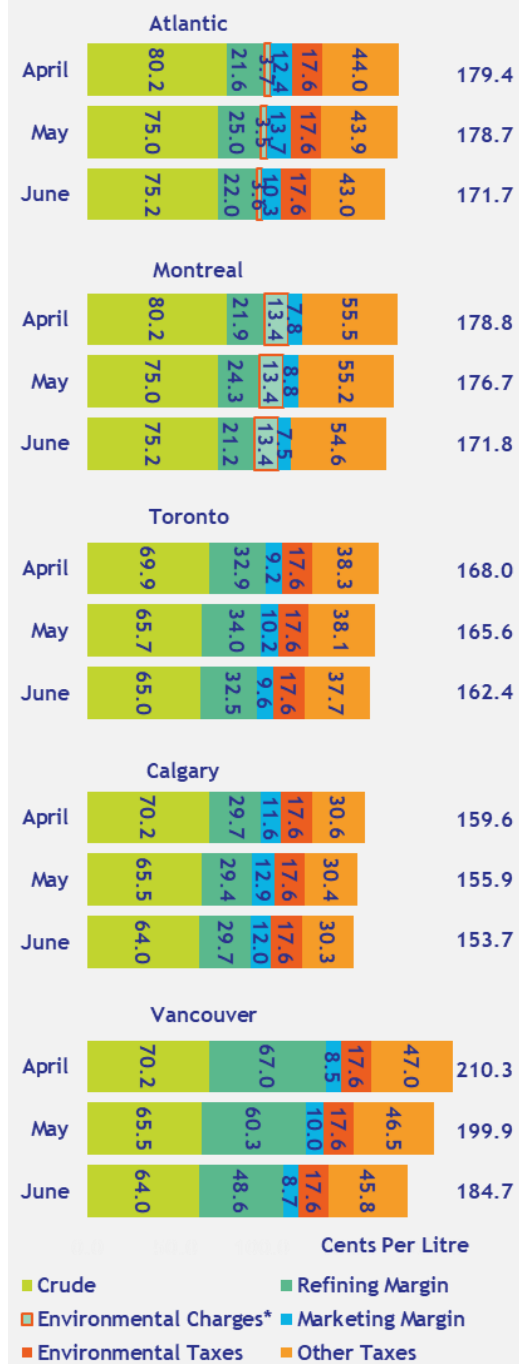 Atlantic
April 80.2 21.6 3.7 12.4 17.6 44.0 179.4
May 75.0 25.0 3.5 13.7 17.6 43.9 178.7
June 75.2 22.0 3.6 10.3 17.6 43.0 171.7
Montreal
April 80.2 21.9 13.4 7.8 55.5 178.8
May 75.0 24.3 13.4 8.8 55.2 176.7
June 75.2 21.2 13.4 7.5 54.6 171.8
Toronto
April 69.9 32.9 9.2 17.6 38.3 168.0
May 65.7 34.0 10.2 17.6 38.1 165.6
June 65.0 32.5 9.6 17.6 37.7 162.4
Calgary
April 70.2 29.7 11.6 17.6 30.6 159.6
May 65.5 29.4 12.9 17.6 30.4 155.9
June 64.0 29.7 12.0 17.6 30.3 153.7
Vancouver
April 70.2 67.0 8.5 17.6 47.0 210.3
May 65.5 60.3 10.0 17.6 46.5 199.9
June 64.0 48.6 8.7 17.6 45.8 184.7
Cents Per Litre
Crude Refining Margin
Environmental Charges* Marketing Margin
Environmental Taxes Other Taxes